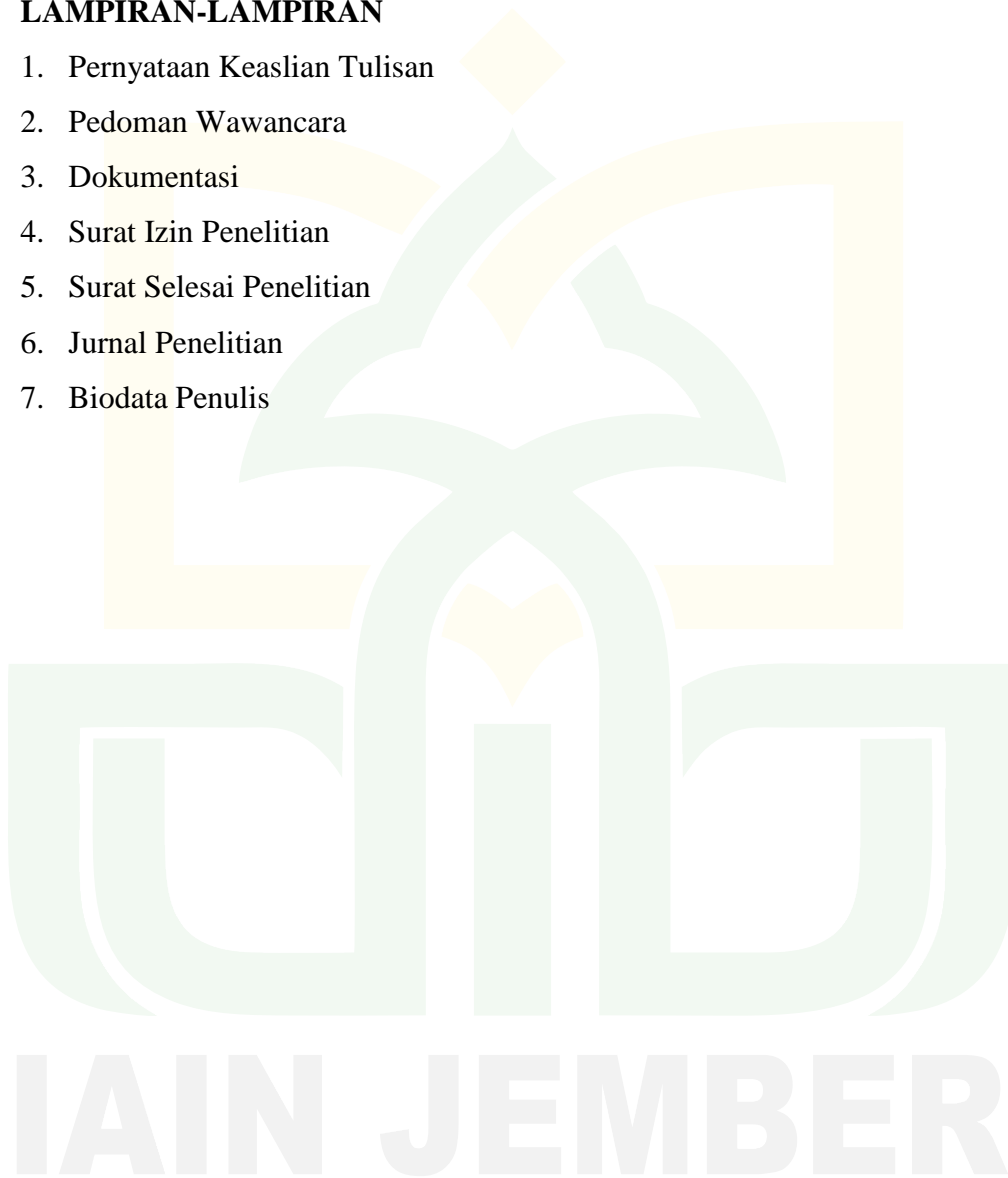 LAMPIRAN-LAMPIRAN
1. Pernyataan Keaslian Tulisan
2. Pedoman Wawancara
3. Dokumentasi
4. Surat Izin Penelitian
5. Surat Selesai Penelitian
6. Jurnal Penelitian
7. Biodata Penulis
IAIN JEMBER